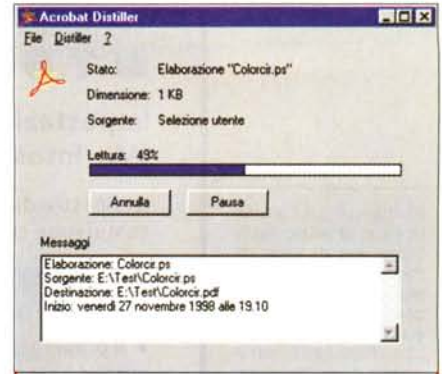 Acrobat Distiller
File Distiller ?
Stato: Elaborazione "Colorcir.ps"
Dimensione: 1 KB
Sorgente: Selezione utente
Lettura: 49%
Annulla Pausa
Messaggi
Elaborazione: Colorcir.ps
Sorgente: E:\Test\Colorcir.ps
Destinazione: E:\Test\Colorcir.pdf
Inizio: venerdì 27 novembre 1998 alle 19.10